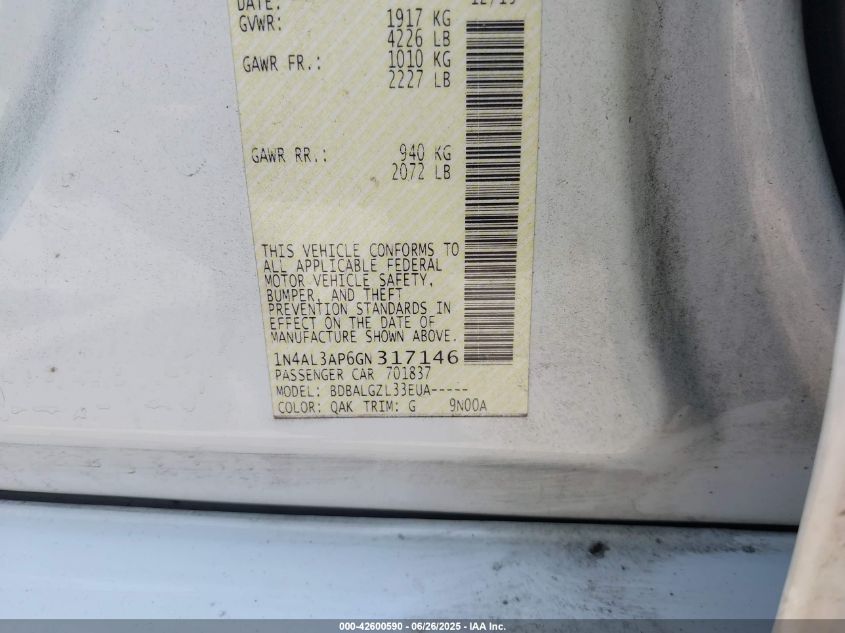 DATE:
GVWR: 1917 KG
4226 LB
GAWR FR.: 1010 KG
2227 LB
GAWR RR.: 940 KG
2072 LB
THIS VEHICLE CONFORMS TO
ALL APPLICABLE FEDERAL
MOTOR VEHICLE SAFETY,
BUMPER, AND THEFT
PREVENTION STANDARDS IN
EFFECT ON THE DATE OF
MANUFACTURE SHOWN ABOVE.
1N4AL3AP6GN317146
PASSENGER CAR 701837
MODEL: BDBALGZL33EUA-----
COLOR: QAK TRIM: G 9N00A
000-42600590 - 06/26/2025 - IAA Inc.